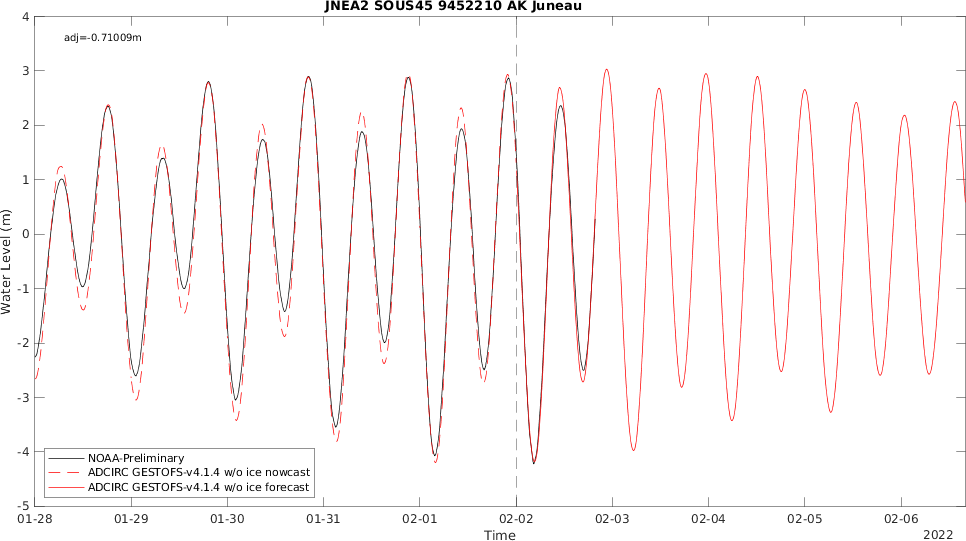 JNEA2 SOUS45 9452210 AK Juneau
adj=-0.71009m
Water Level (m)
4
3
2
1
0
-1
-2
-3
-4
-5
NOAA-Preliminary
ADCIRC GESTOFS-v4.1.4 w/o ice nowcast
ADCIRC GESTOFS-v4.1.4 w/o ice forecast
01-28 01-29 01-30 01-31 02-01 02-02 02-03 02-04 02-05 02-06
Time
2022